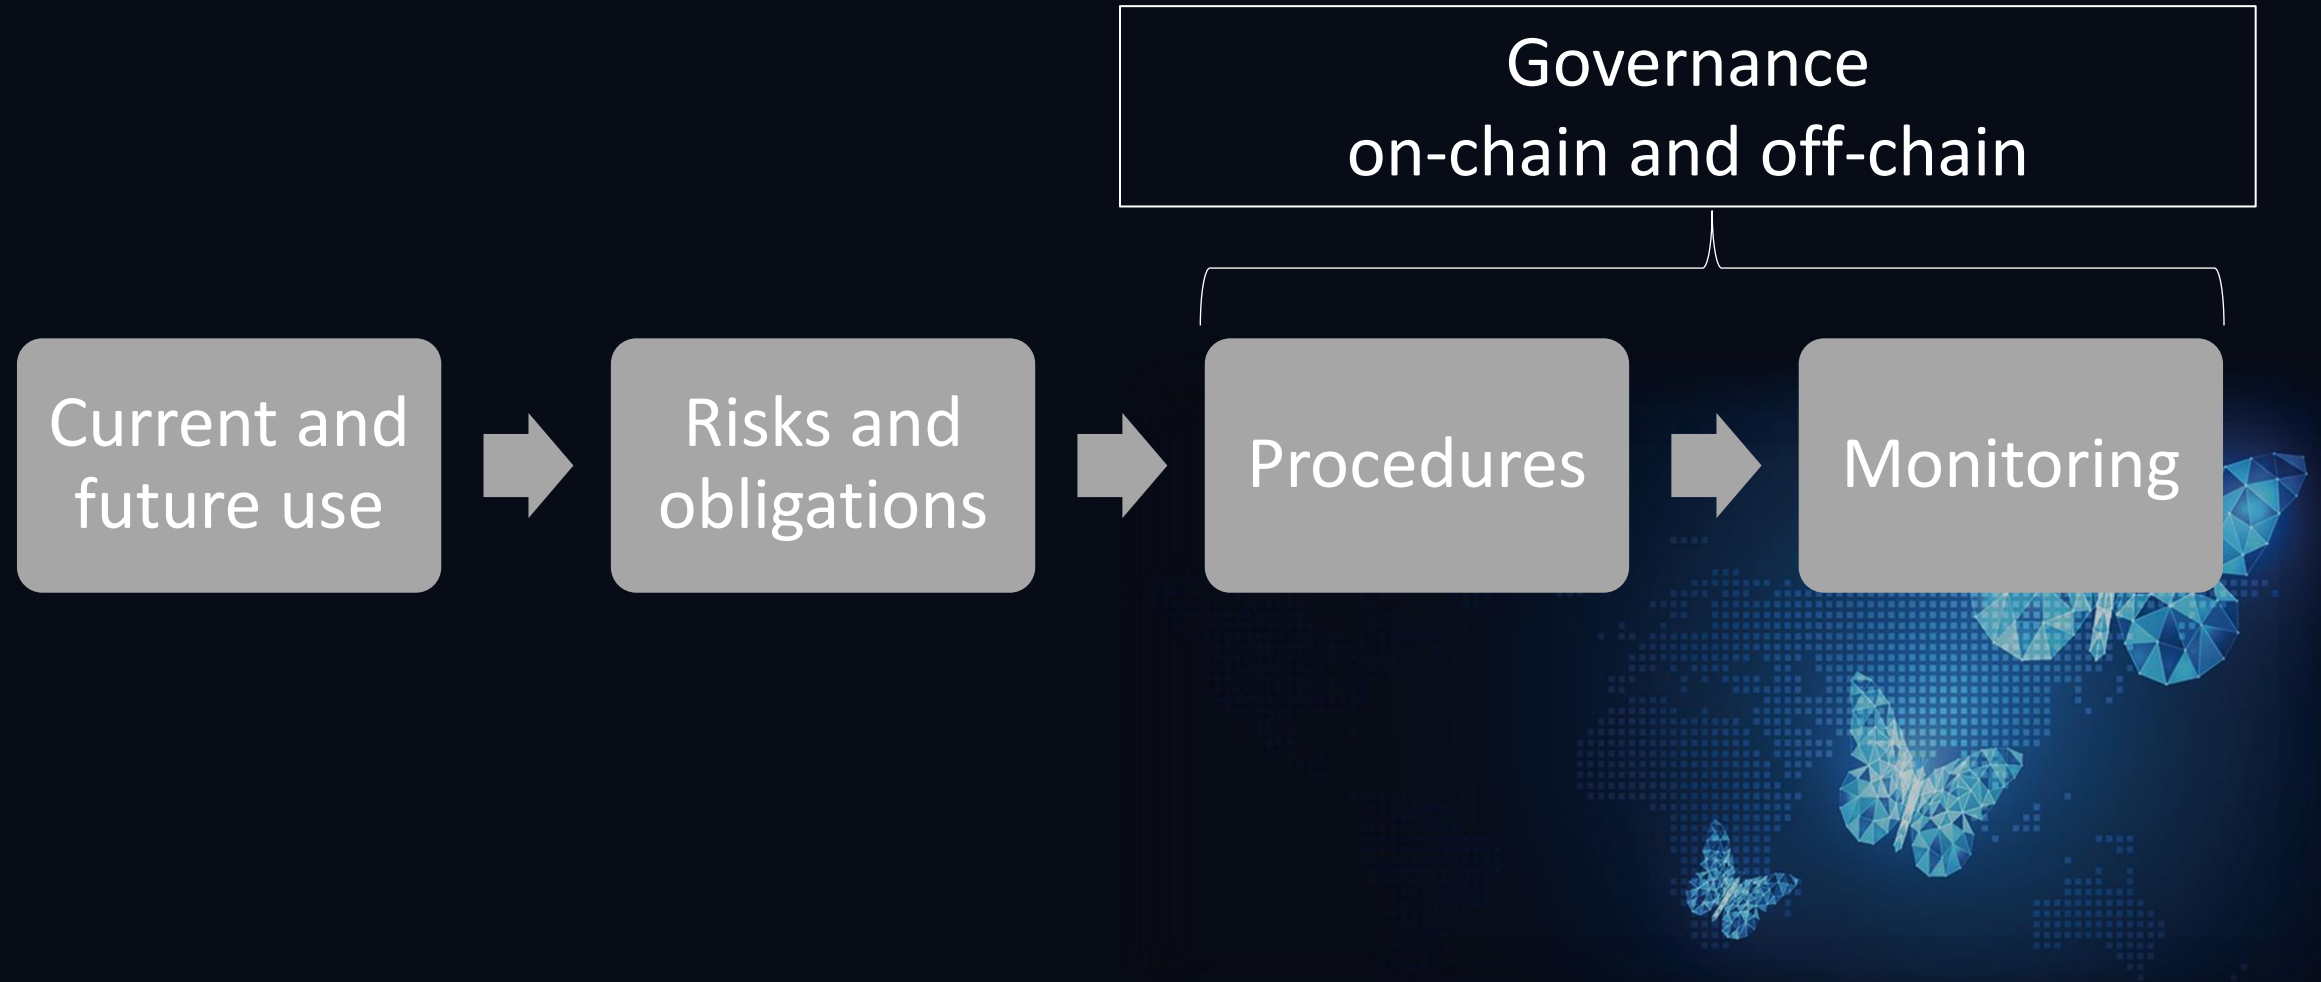 Governance
on-chain and off-chain
Current and
future use
Risks and
obligations
Procedures
Monitoring